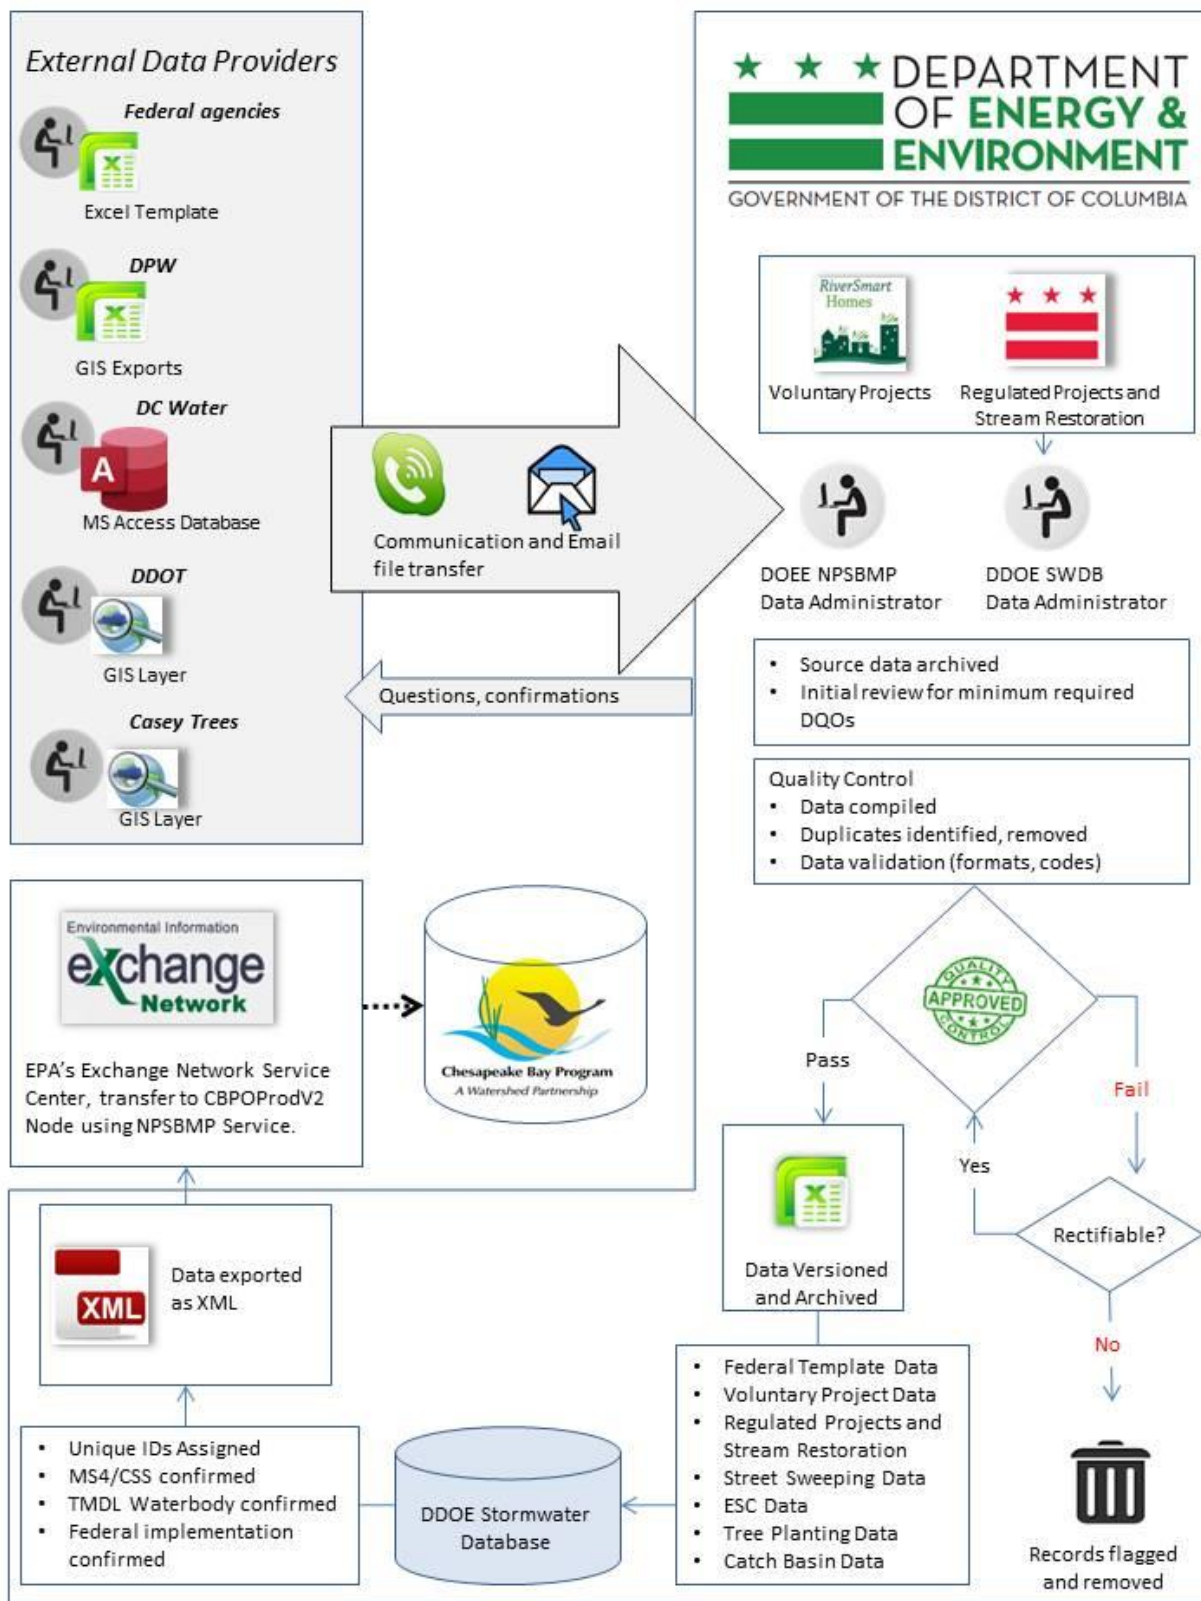 External Data Providers
Federal agencies
Excel Template
DPW
GIS Exports
DC Water
A
MS Access Database
DDOT
GIS Layer
Casey Trees
GIS Layer
Communication and Email
file transfer
Questions, confirmations
DEPARTMENT
OF ENERGY &
ENVIRONMENT
GOVERNMENT OF THE DISTRICT OF COLUMBIA
RiverSmart
Homes
Voluntary Projects
Regulated Projects and
Stream Restoration
DOEE NPSBMP
Data Administrator
DDOE SWDB
Data Administrator
• Source data archived
• Initial review for minimum required
DQOs
Quality Control
• Data compiled
• Duplicates identified, removed
• Data validation (formats, codes)
QUALITY
APPROVED
CONTROL
Pass
Fail
Yes
Rectifiable?
No
Records flagged
and removed
Data Versioned
and Archived
• Federal Template Data
• Voluntary Project Data
• Regulated Projects and
Stream Restoration
• Street Sweeping Data
• ESC Data
• Tree Planting Data
• Catch Basin Data
DDOE Stormwater
Database
• Unique IDs Assigned
• MS4/CSS confirmed
• TMDL Waterbody confirmed
• Federal implementation
confirmed
XML
Data exported
as XML
Environmental Information
eXchange
Network
EPA's Exchange Network Service
Center, transfer to CBPOProdV2
Node using NPSBMP Service.
Chesapeake Bay Program
A Watershed Partnership